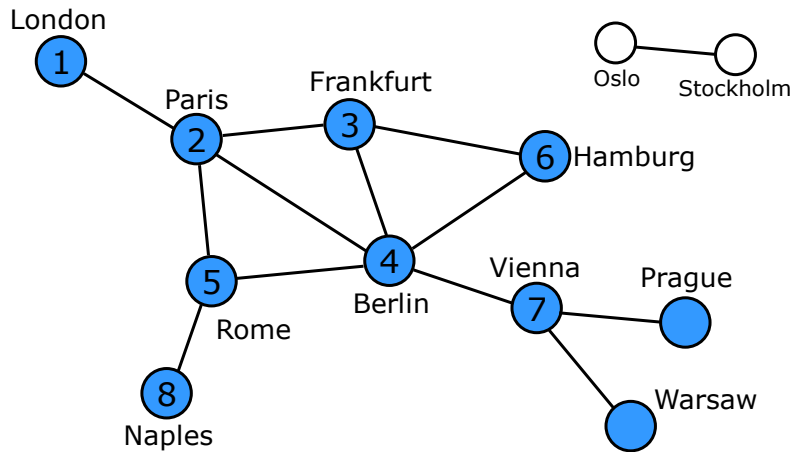 London
1
Paris
2
Frankfurt
3
Oslo
Stockholm
6
Hamburg
4
Berlin
5
Rome
Vienna
7
Prague
8
Naples
Warsaw